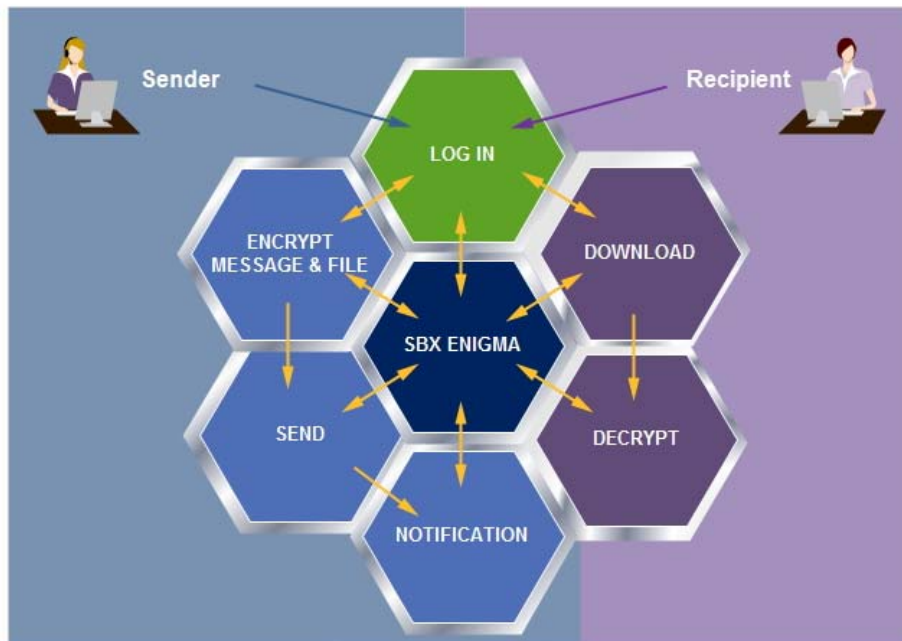 Sender
Recipient
LOG IN
ENCRYPT
MESSAGE & FILE
DOWNLOAD
SBX ENIGMA
SEND
DECRYPT
NOTIFICATION